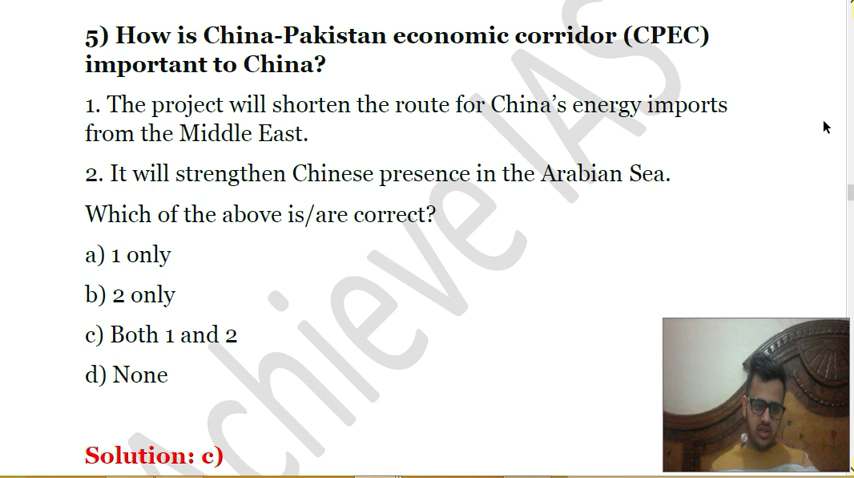 5) How is China-Pakistan economic corridor (CPEC)
important to China?
1. The project will shorten the route for China’s energy imports
from the Middle East.
2. It will strengthen Chinese presence in the Arabian Sea.
Which of the above is/are correct?
a) 1 only
b) 2 only
c) Both 1 and 2
d) None
Solution: c)
Achieve IAS